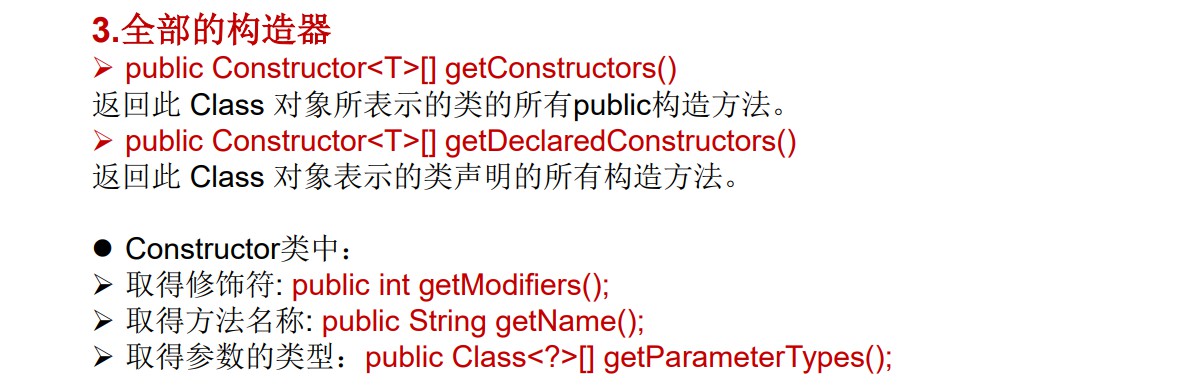 3.全部的构造器
➢ public Constructor<T>[] getConstructors()
返回此 Class 对象所表示的类的所有public构造方法。
➢ public Constructor<T>[] getDeclaredConstructors()
返回此 Class 对象表示的类声明的所有构造方法。
● Constructor类中：
➢ 取得修饰符: public int getModifiers();
➢ 取得方法名称: public String getName();
➢ 取得参数的类型：public Class<?>[] getParameterTypes();